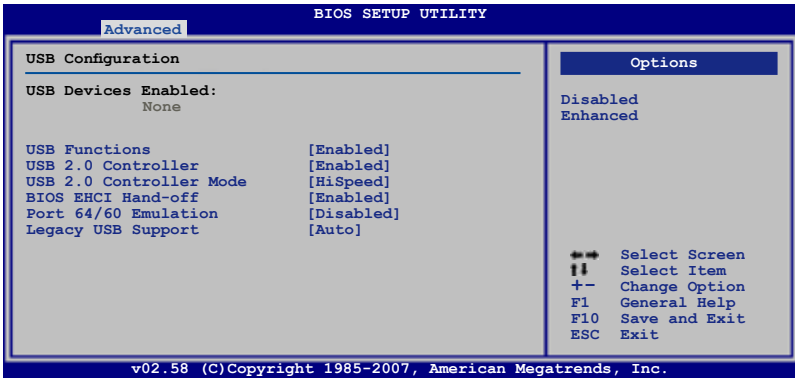 BIOS SETUP UTILITY
Advanced
USB Configuration
USB Devices Enabled:
None
USB Functions [Enabled]
USB 2.0 Controller [Enabled]
USB 2.0 Controller Mode [HiSpeed]
BIOS EHCI Hand-off [Enabled]
Port 64/60 Emulation [Disabled]
Legacy USB Support [Auto]
Options
Disabled
Enhanced
←→ Select Screen
↑↓ Select Item
+- Change Option
F1 General Help
F10 Save and Exit
ESC Exit
v02.58 (C)Copyright 1985-2007, American Megatrends, Inc.